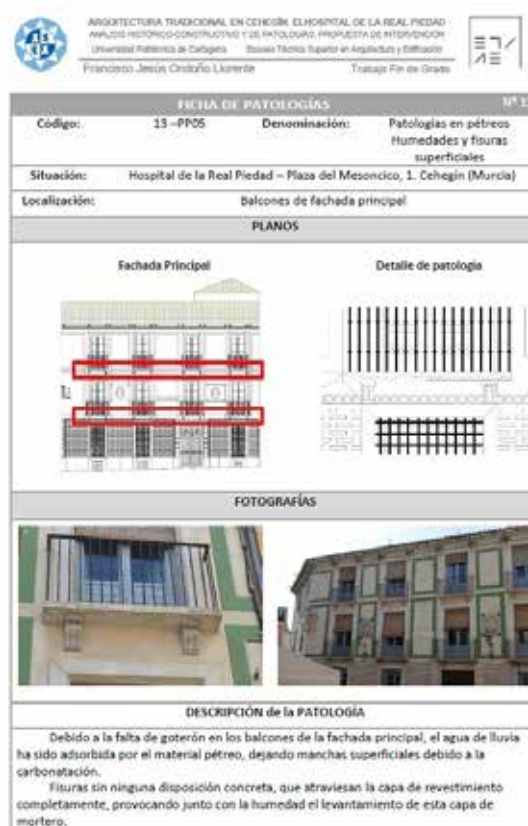 ARQUITECTURA TRADICIONAL EN CEHEGÍN. EL HOSPITAL DE LA REAL PIEDAD
ANÁLISIS HISTÓRICO-CONSTRUCTIVO Y DE PATOLOGÍAS. PROPUESTA DE INTERVENCIÓN
Universidad Politécnica de Cartagena Escuela Técnica Superior en Arquitectura y Edificación
Francisco Jesús Llorente Trabajo Fin de Grado
FICHA DE PATOLOGÍAS
Código: 13 –PP05 Denominación: Patologías en pétreos
Humedades y fisuras
superficiales
Situación: Hospital de la Real Piedad – Plaza del Mesoncico, 1. Cehegín (Murcia)
Localización: Balcones de fachada principal
PLANOS
Fachada Principal Detalle de patología
FOTOGRAFÍAS
DESCRIPCIÓN de la PATOLOGÍA
Debido a la falta de goterón en los balcones de la fachada principal, el agua de lluvia
ha sido adsorbida por el material pétreo, dejando manchas superficiales debido a la
carbonatación.
Fisuras sin ninguna disposición concreta, que atraviesan la capa de revestimiento
completamente, provocando junto con la humedad el levantamiento de esta capa de
mortero.